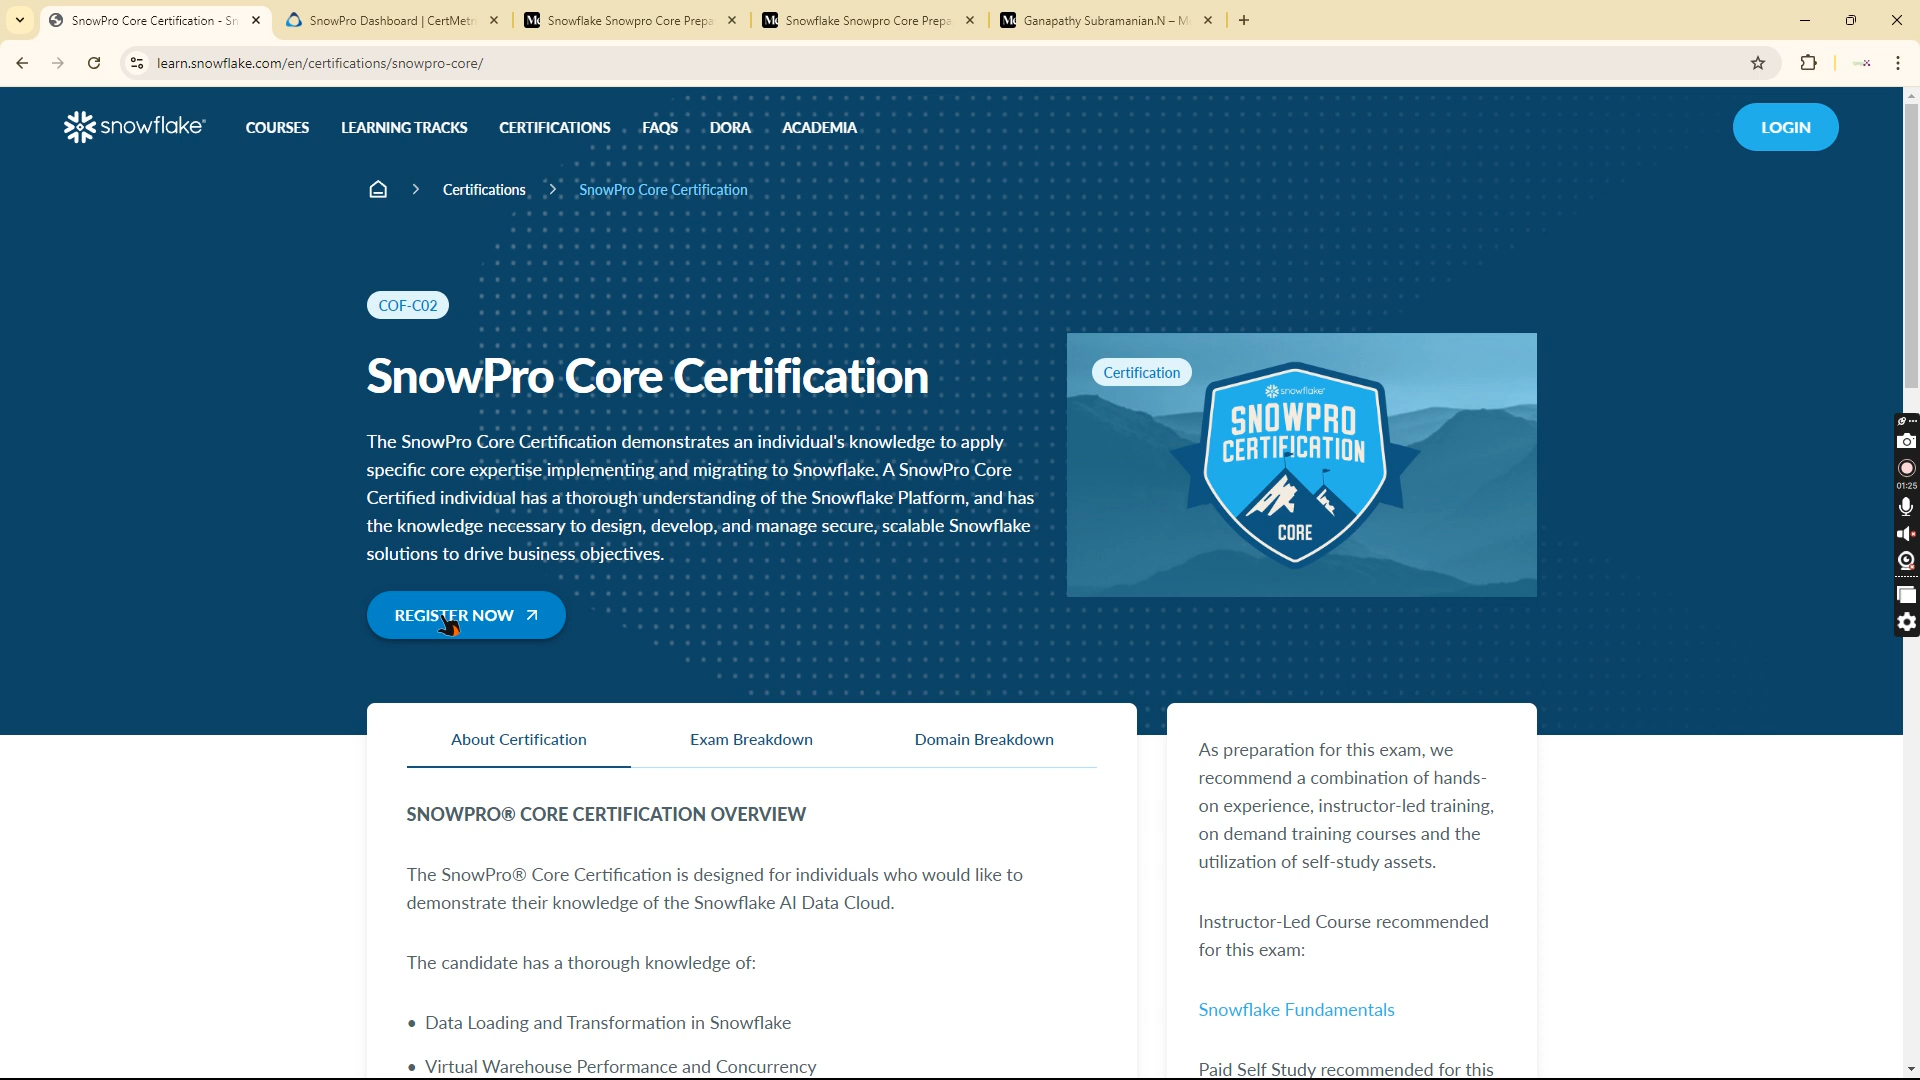 SnowPro Core Certification - Sn
SnowPro Dashboard | CertMetri
Snowflake Snowpro Core Prepa
Snowflake Snowpro Core Prepa
Ganapathy Subramanian.N – M
learn.snowflake.com/en/certifications/snowpro-core/
snowflake
COURSES
LEARNING TRACKS
CERTIFICATIONS
FAQS
DORA
ACADEMIA
LOGIN
Certifications
SnowPro Core Certification
COF-C02
SnowPro Core Certification
The SnowPro Core Certification demonstrates an individual's knowledge to apply
specific core expertise implementing and migrating to Snowflake. A SnowPro Core
Certified individual has a thorough understanding of the Snowflake Platform, and has
the knowledge necessary to design, develop, and manage secure, scalable Snowflake
solutions to drive business objectives.
REGISTER NOW
Certification
snowflake
SNOWPRO
CERTIFICATION
CORE
01:25
About Certification
Exam Breakdown
Domain Breakdown
SNOWPRO® CORE CERTIFICATION OVERVIEW
The SnowPro® Core Certification is designed for individuals who would like to
demonstrate their knowledge of the Snowflake AI Data Cloud.
The candidate has a thorough knowledge of:
• Data Loading and Transformation in Snowflake
• Virtual Warehouse Performance and Concurrency
As preparation for this exam, we
recommend a combination of hands-
on experience, instructor-led training,
on demand training courses and the
utilization of self-study assets.
Instructor-Led Course recommended
for this exam:
Snowflake Fundamentals
Paid Self Study recommended for this